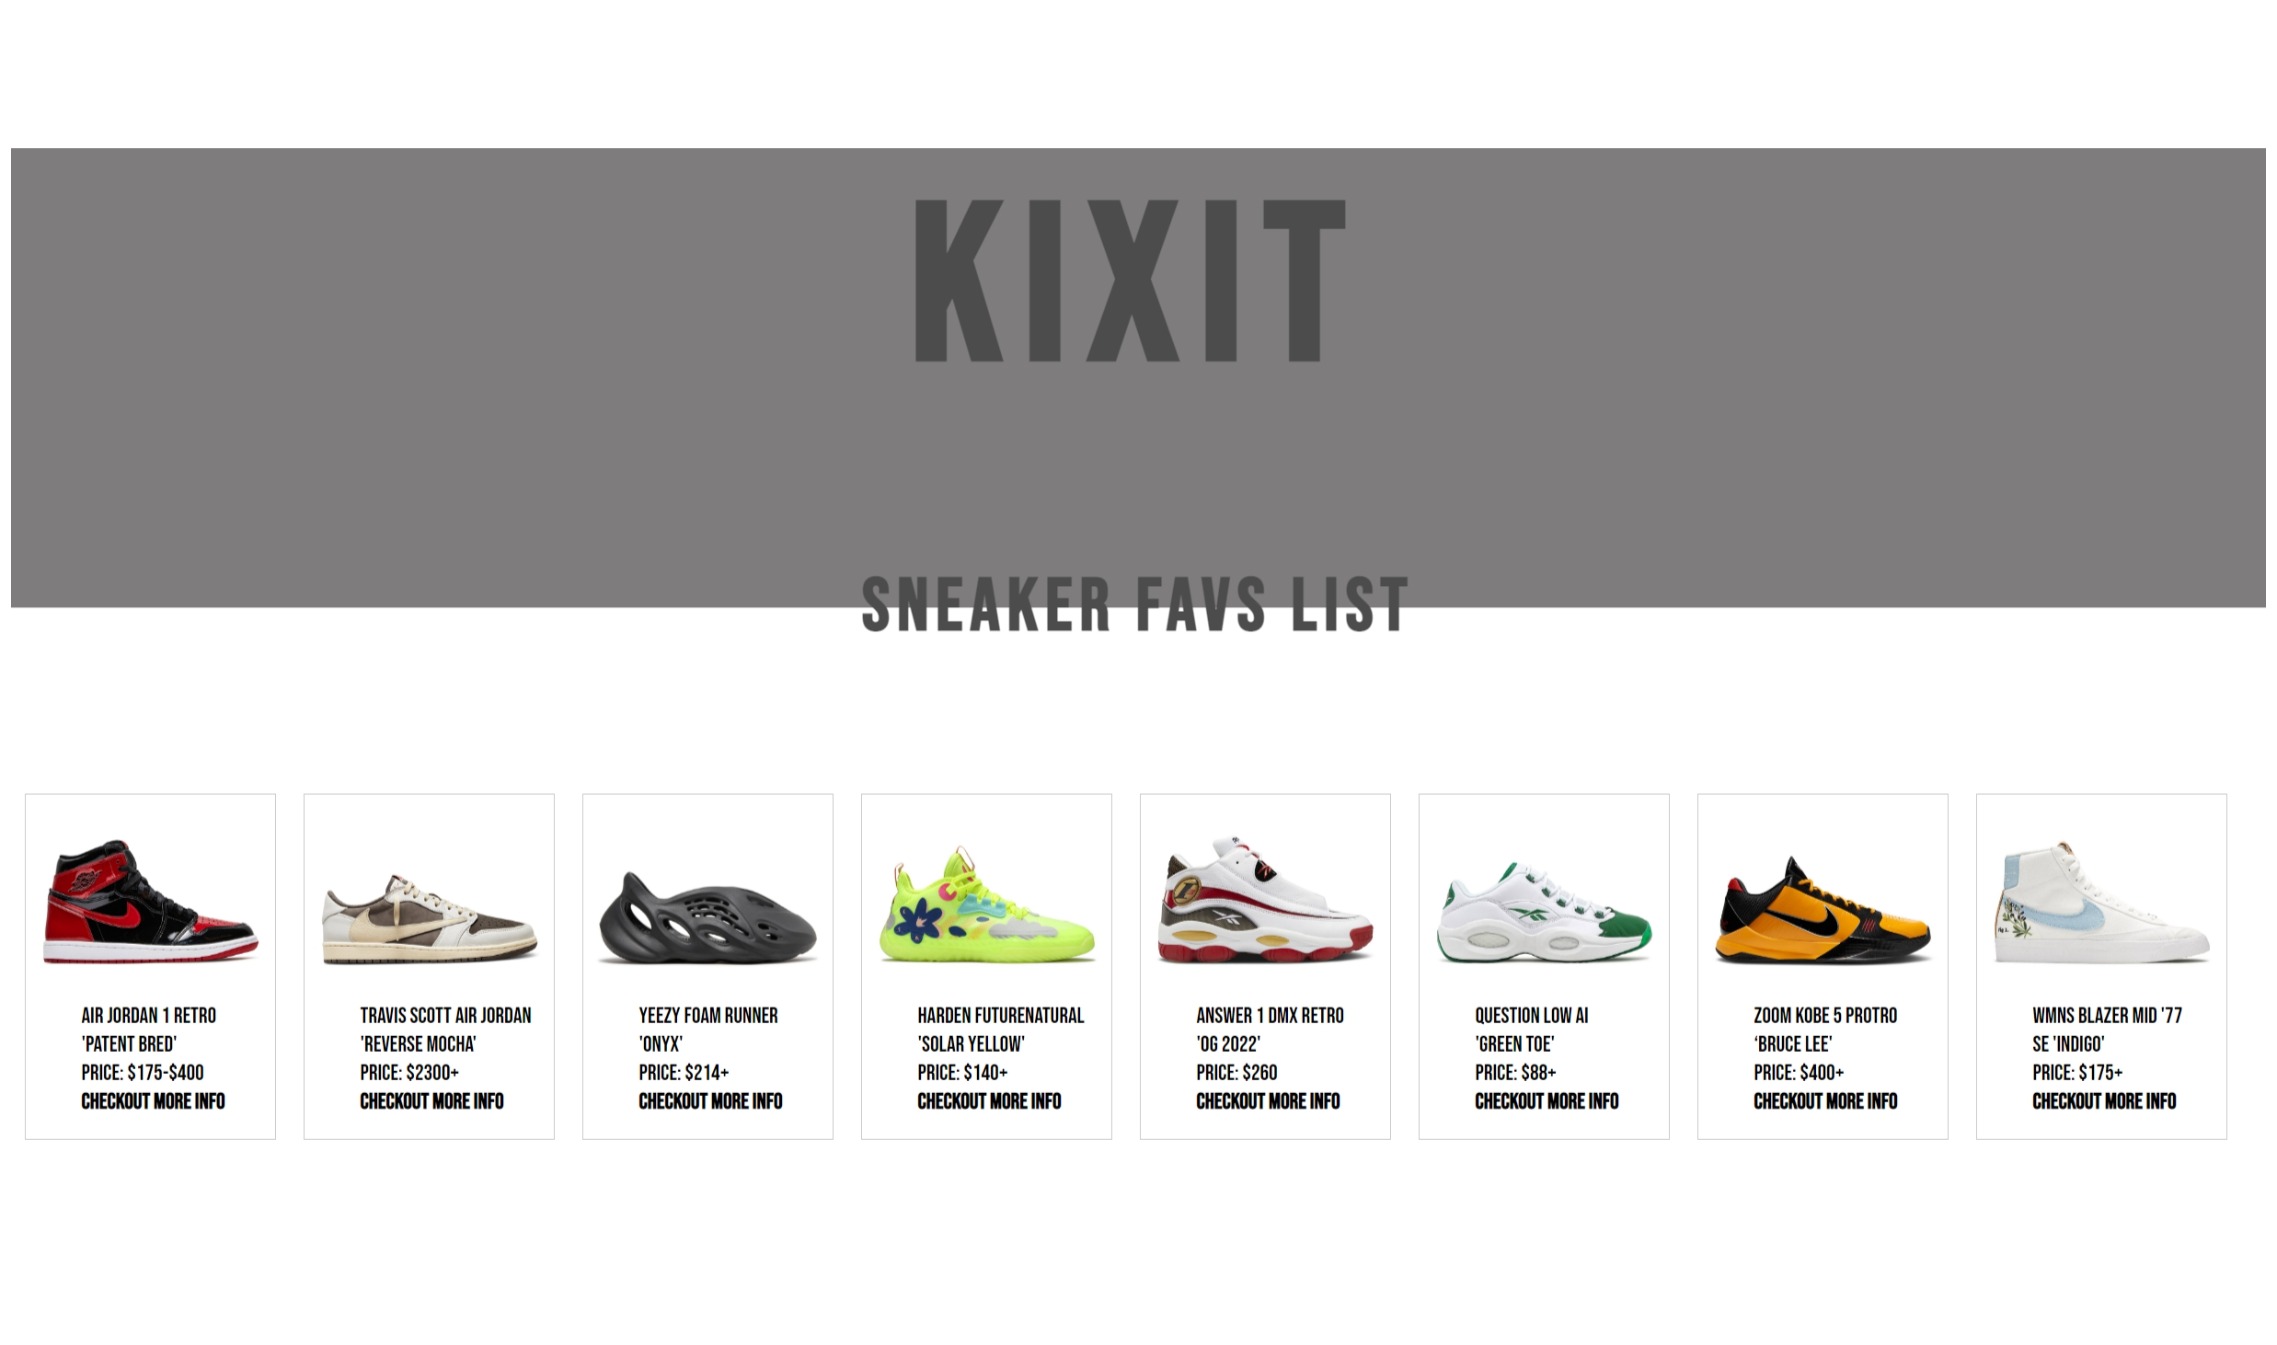 KIXIT
SNEAKER FAVS LIST
AIR JORDAN 1 RETRO
'PATENT BRED'
PRICE: $175-$400
CHECKOUT MORE INFO
TRAVIS SCOTT AIR JORDAN
'REVERSE MOCHA'
PRICE: $2300+
CHECKOUT MORE INFO
YEEZY FOAM RUNNER
'ONYX'
PRICE: $214+
CHECKOUT MORE INFO
HARDEN FUTURENATURAL
'SOLAR YELLOW'
PRICE: $140+
CHECKOUT MORE INFO
ANSWER 1 DMX RETRO
'OG 2022'
PRICE: $260
CHECKOUT MORE INFO
QUESTION LOW AI
'GREEN TOE'
PRICE: $88+
CHECKOUT MORE INFO
ZOOM KOBE 5 PROTRO
‘BRUCE LEE'
PRICE: $400+
CHECKOUT MORE INFO
WMNS BLAZER MID '77
SE 'INDIGO'
PRICE: $175+
CHECKOUT MORE INFO